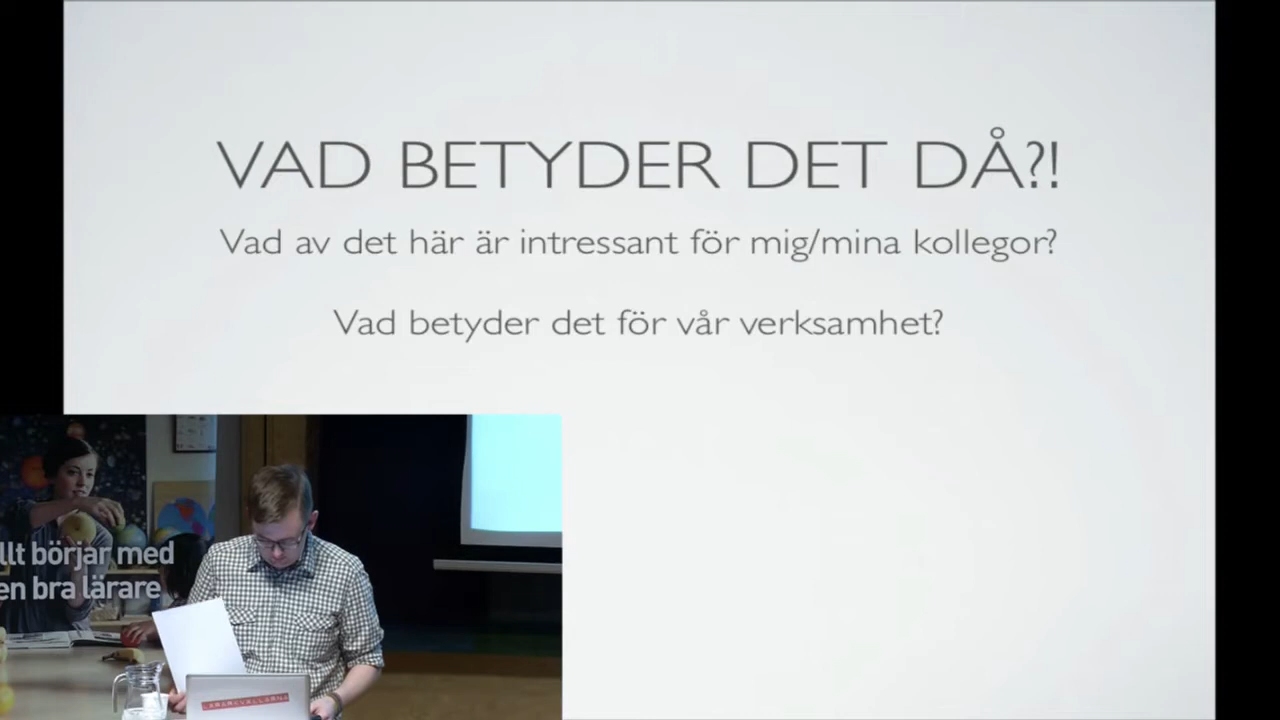 VAD BETYDER DET DÅ?!
Vad av det här är intressant för mig/mina kollegor?
Vad betyder det för vår verksamhet?
llt börjar med
en bra lärare
LÄRARKVÄLLARNA